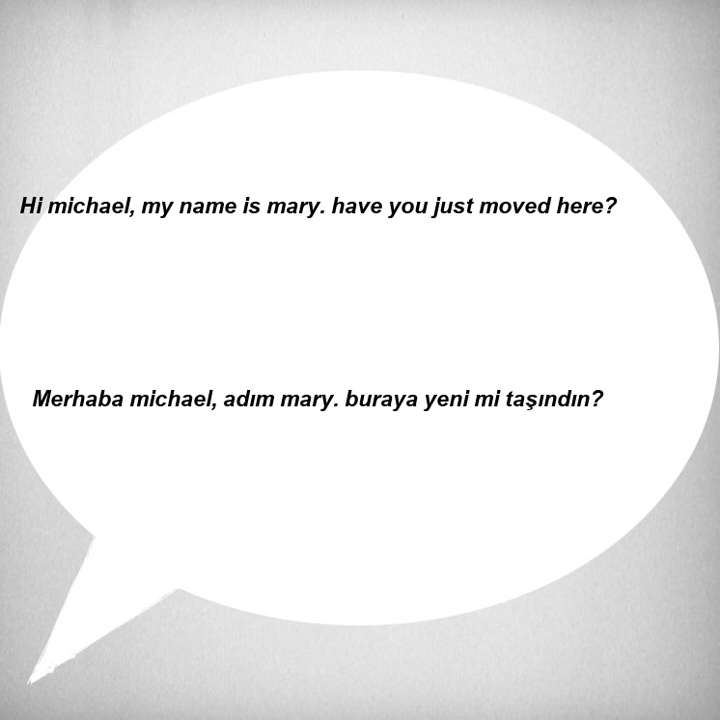 Hi michael, my name is mary. have you just moved here?
Merhaba michael, adım mary. buraya yeni mi taşındın?